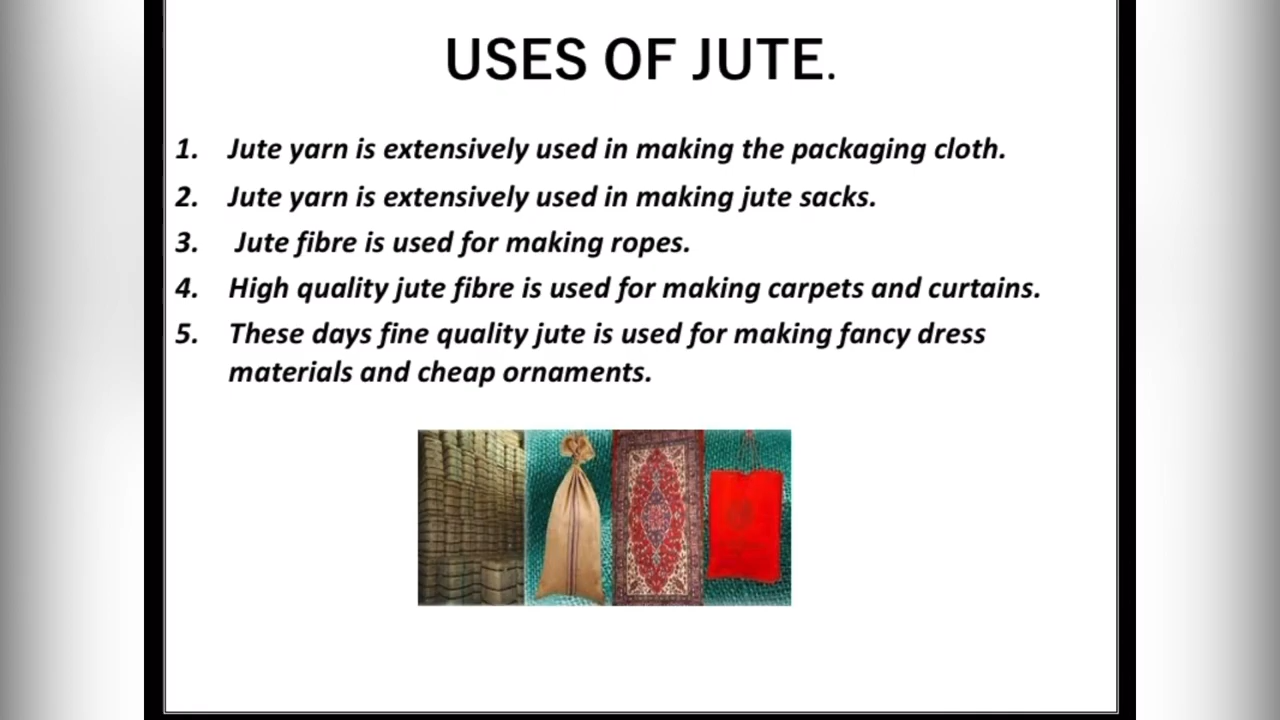 USES OF JUTE.
1. Jute yarn is extensively used in making the packaging cloth.
2. Jute yarn is extensively used in making jute sacks.
3. Jute fibre is used for making ropes.
4. High quality jute fibre is used for making carpets and curtains.
5. These days fine quality jute is used for making fancy dress
materials and cheap ornaments.